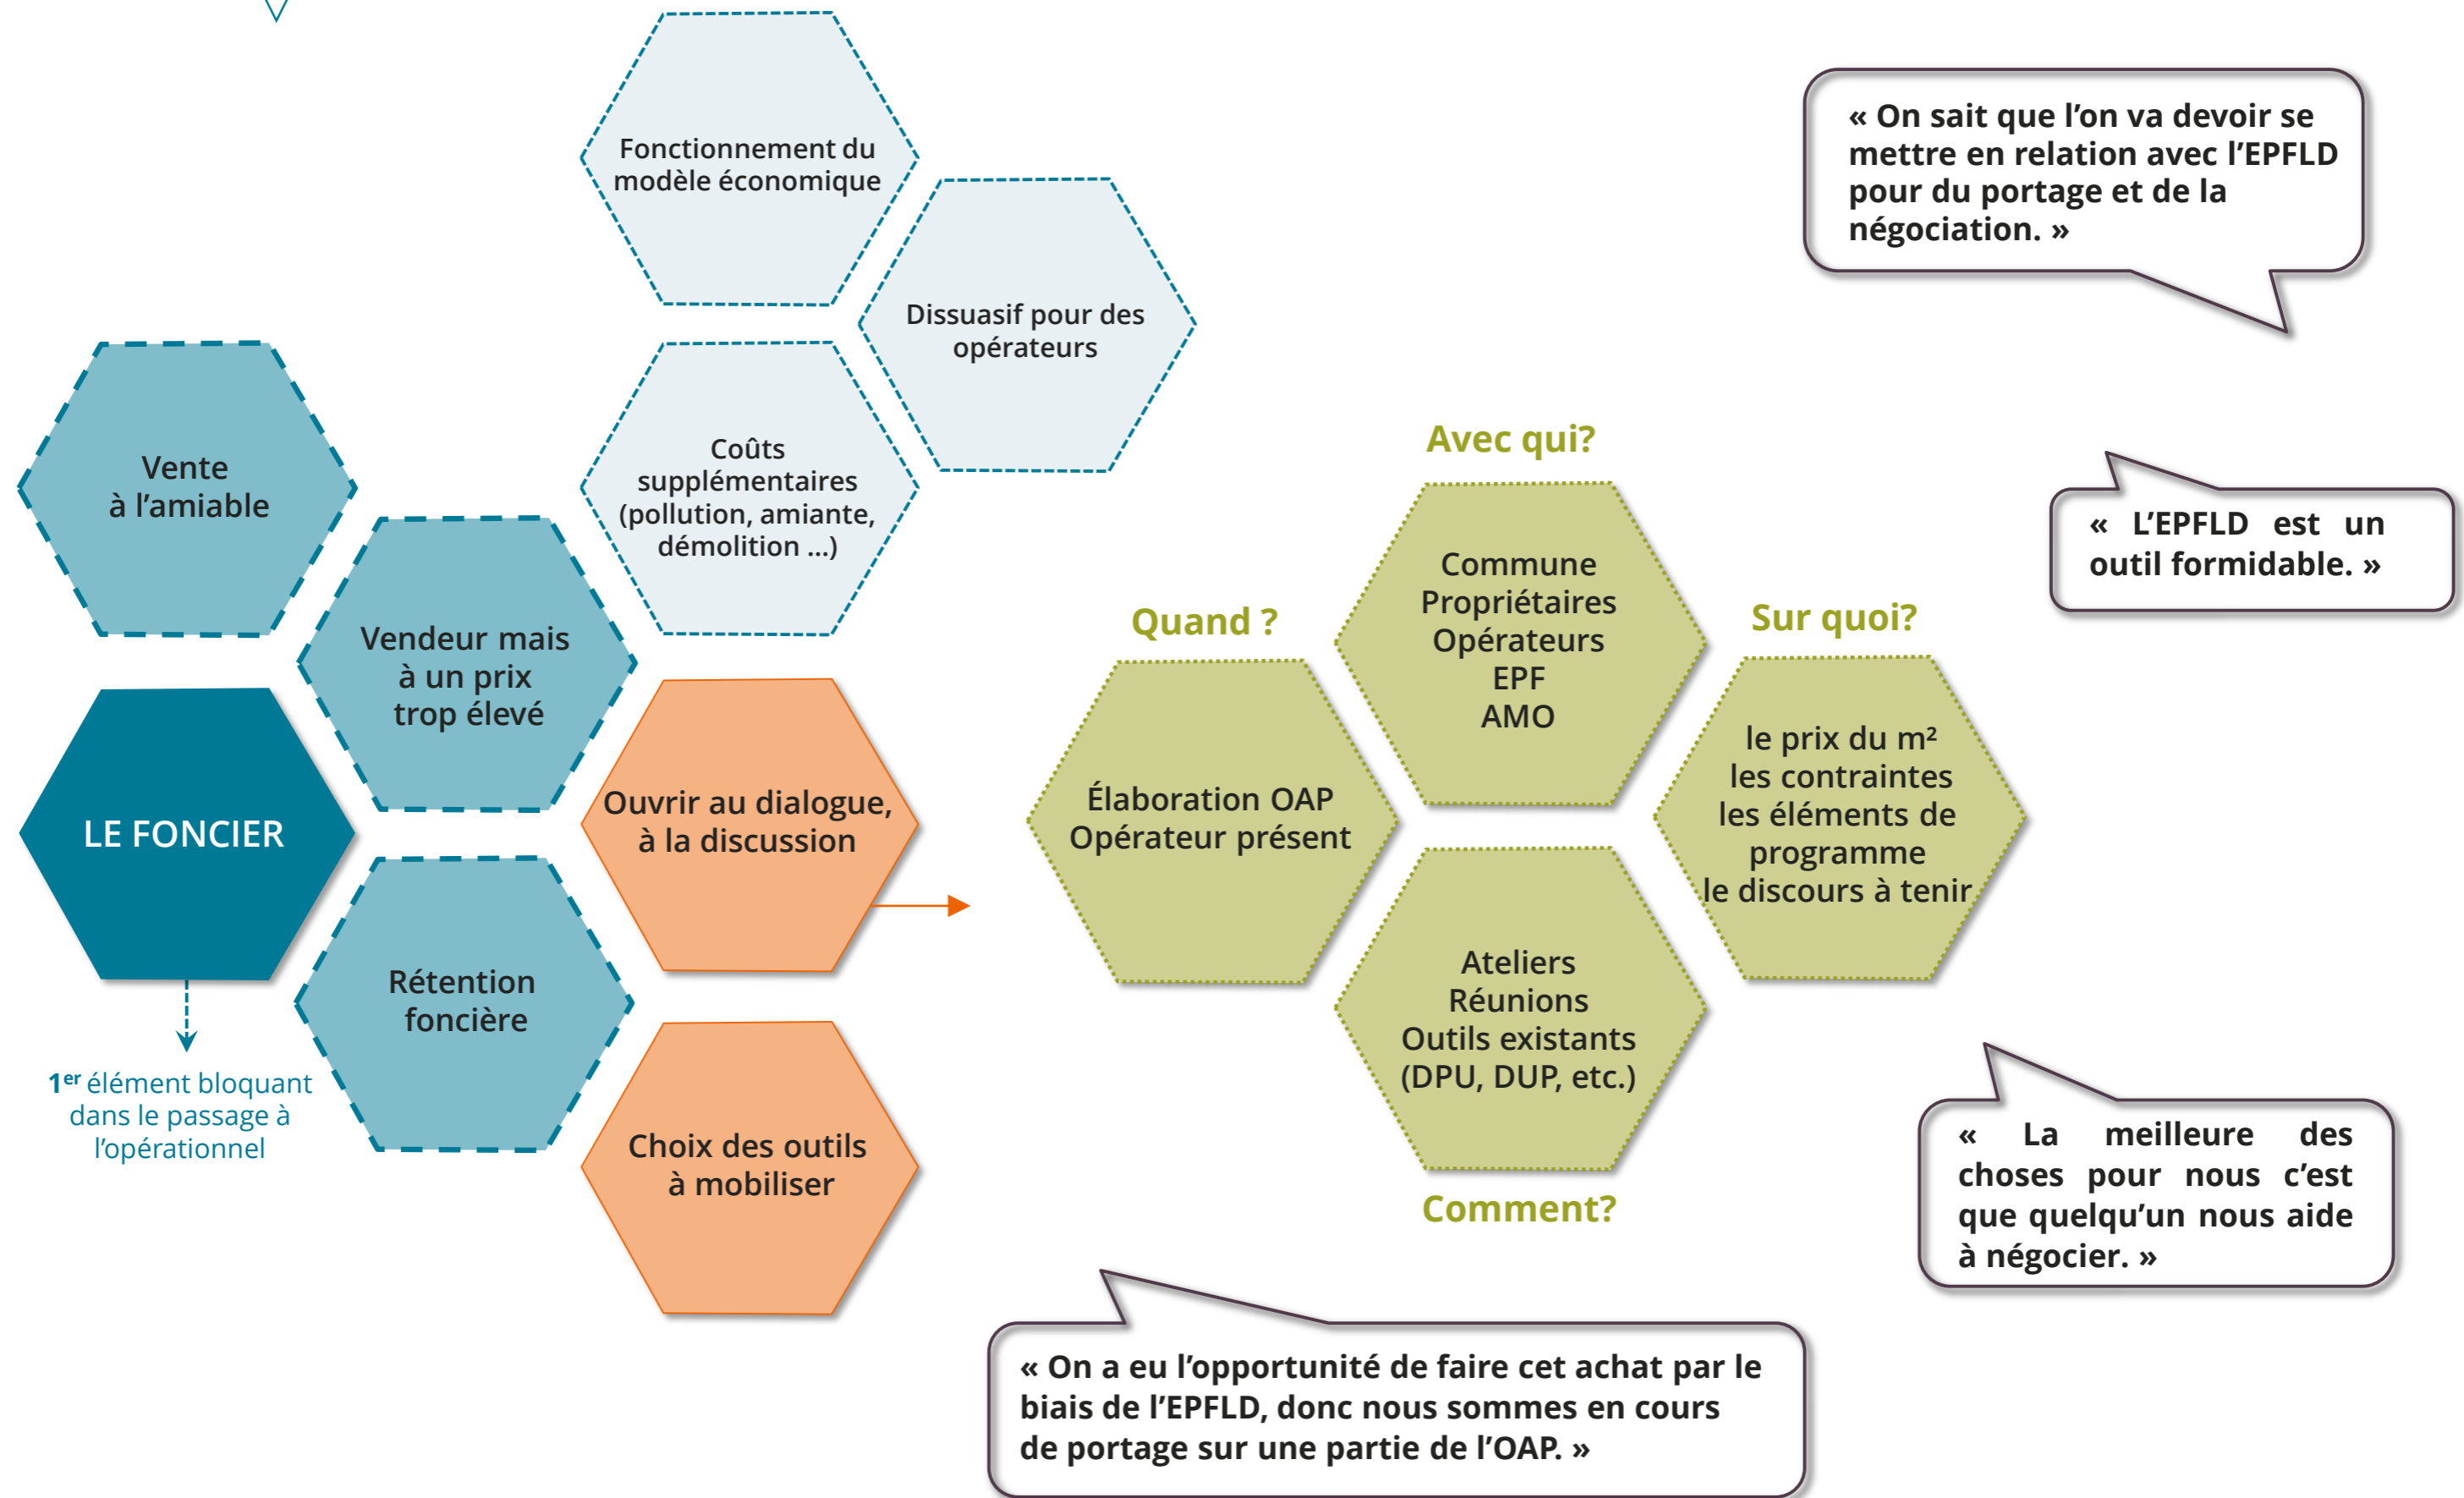 Fonctionnement du
modèle économique
Dissuasif pour des
opérateurs
Coûts
supplémentaires
(pollution, amiante,
démolition ...)
Vente
à l’amiable
Vendeur mais
à un prix
trop élevé
LE FONCIER
1er élément bloquant
dans le passage à
l’opérationnel
Rétention
foncière
Ouvrir au dialogue,
à la discussion
Choix des outils
à mobiliser
Quand ?
Élaboration OAP
Opérateur présent
Avec qui?
Commune
Propriétaires
Opérateurs
EPF
AMO
Sur quoi?
le prix du m²
les contraintes
les éléments de
programme
le discours à tenir
Ateliers
Réunions
Outils existants
(DPU, DUP, etc.)
Comment?
« On sait que l’on va devoir se
mettre en relation avec l’EPFLD
pour du portage et de la
négociation. »
« L’EPFLD est un
outil formidable. »
« La meilleure des
choses pour nous c’est
que quelqu’un nous aide
à négocier. »
« On a eu l’opportunité de faire cet achat par le
biais de l’EPFLD, donc nous sommes en cours
de portage sur une partie de l’OAP. »